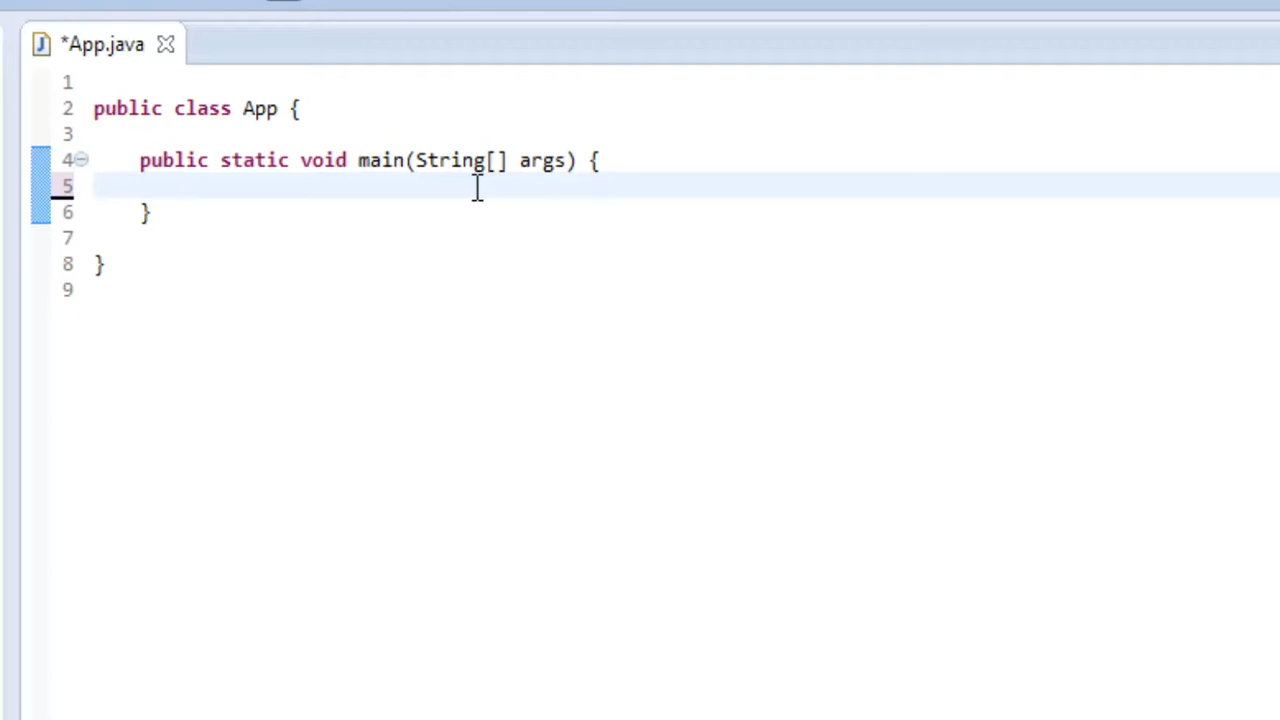 *App.java
1
2 public class App {
3
4 public static void main(String[] args) {
5
6 }
7
8 }
9